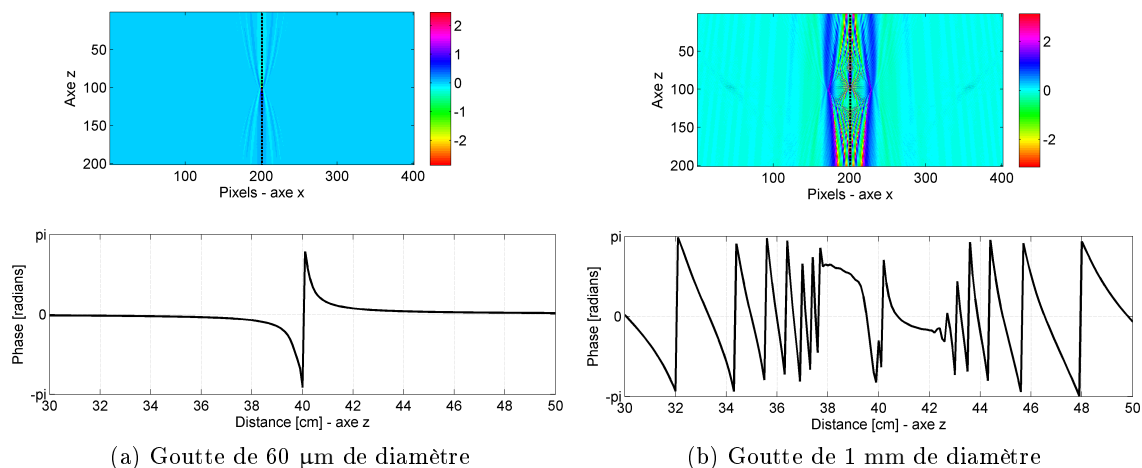 50
100
150
200
Axe z
100
200
300
400
Pixels - axe x
2
1
0
-1
-2
50
100
150
200
Axe z
100
200
300
400
Pixels - axe x
2
0
-2
pi
0
-pi
Phase [radians]
30 32 34 36 38 40 42 44 46 48 50
Distance [cm] - axe z
pi
0
-pi
Phase [radians]
30 32 34 36 38 40 42 44 46 48 50
Distance [cm] - axe z
(a) Goutte de 60 µm de diamètre
(b) Goutte de 1 mm de diamètre